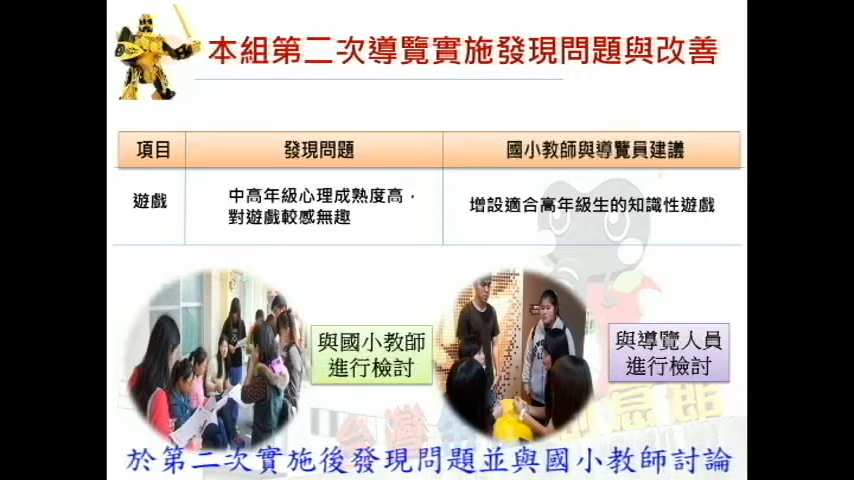 本組第二次導覽實施發現問題與改善
項目
發現問題
國小教師與導覽員建議
遊戲
中高年級心理成熟度高，
對遊戲較感無趣
增設適合高年級生的知識性遊戲
與國小教師
進行檢討
與導覽人員
進行檢討
於第二次實施後發現問題並與國小教師討論